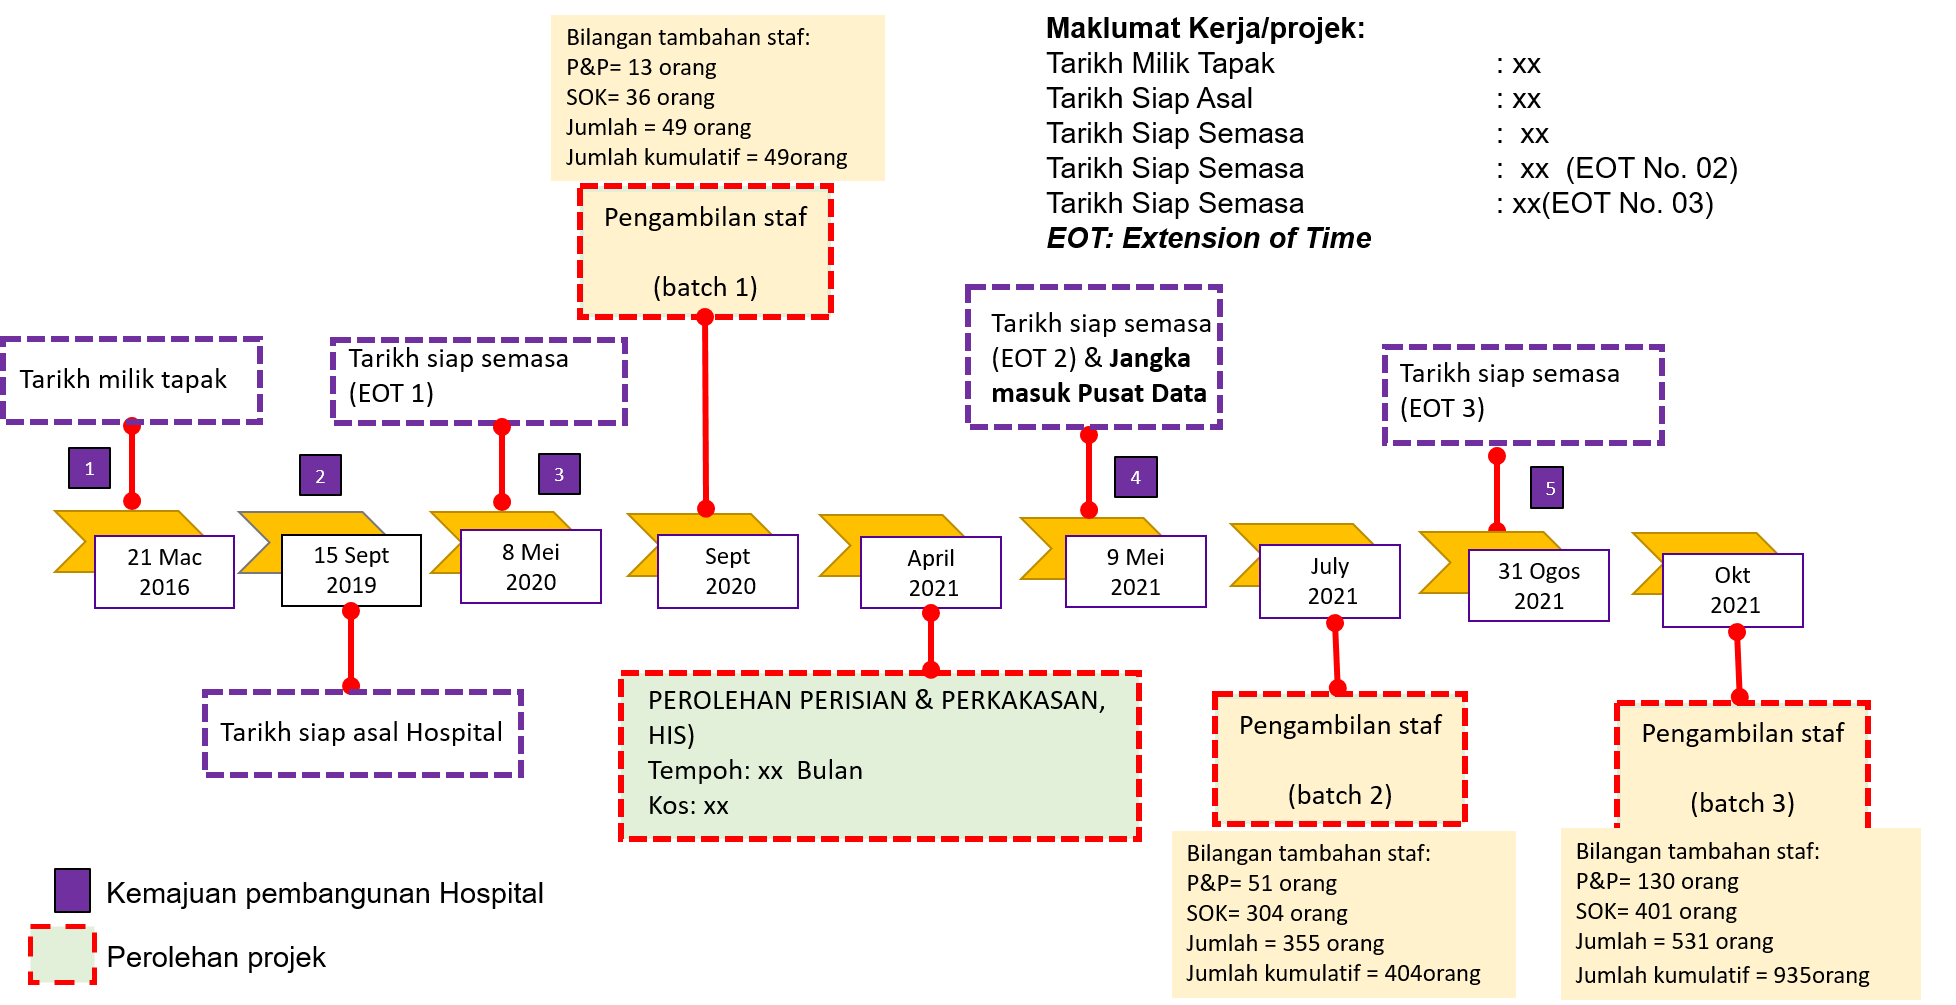 Bilangan tambahan staf:
P&P= 13 orang
SOK= 36 orang
Jumlah = 49 orang
Jumlah kumulatif = 49orang
Pengambilan staf
(batch 1)
Maklumat Kerja/projek:
Tarikh Milik Tapak : xx
Tarikh Siap Asal : xx
Tarikh Siap Semasa : xx
Tarikh Siap Semasa : xx (EOT No. 02)
Tarikh Siap Semasa : xx(EOT No. 03)
EOT: Extension of Time
Tarikh milik tapak
Tarikh siap semasa
(EOT 1)
Tarikh siap semasa
(EOT 2) & Jangka
masuk Pusat Data
Tarikh siap semasa
(EOT 3)
1
2
3
4
5
21 Mac
2016
15 Sept
2019
8 Mei
2020
Sept
2020
April
2021
9 Mei
2021
July
2021
31 Ogos
2021
Okt
2021
Tarikh siap asal Hospital
PEROLEHAN PERISIAN & PERKAKASAN,
HIS)
Tempoh: xx Bulan
Kos: xx
Pengambilan staf
(batch 2)
Bilangan tambahan staf:
P&P= 51 orang
SOK= 304 orang
Jumlah = 355 orang
Jumlah kumulatif = 404orang
Pengambilan staf
(batch 3)
Bilangan tambahan staf:
P&P= 130 orang
SOK= 401 orang
Jumlah = 531 orang
Jumlah kumulatif = 935orang
Kemajuan pembangunan Hospital
Perolehan projek